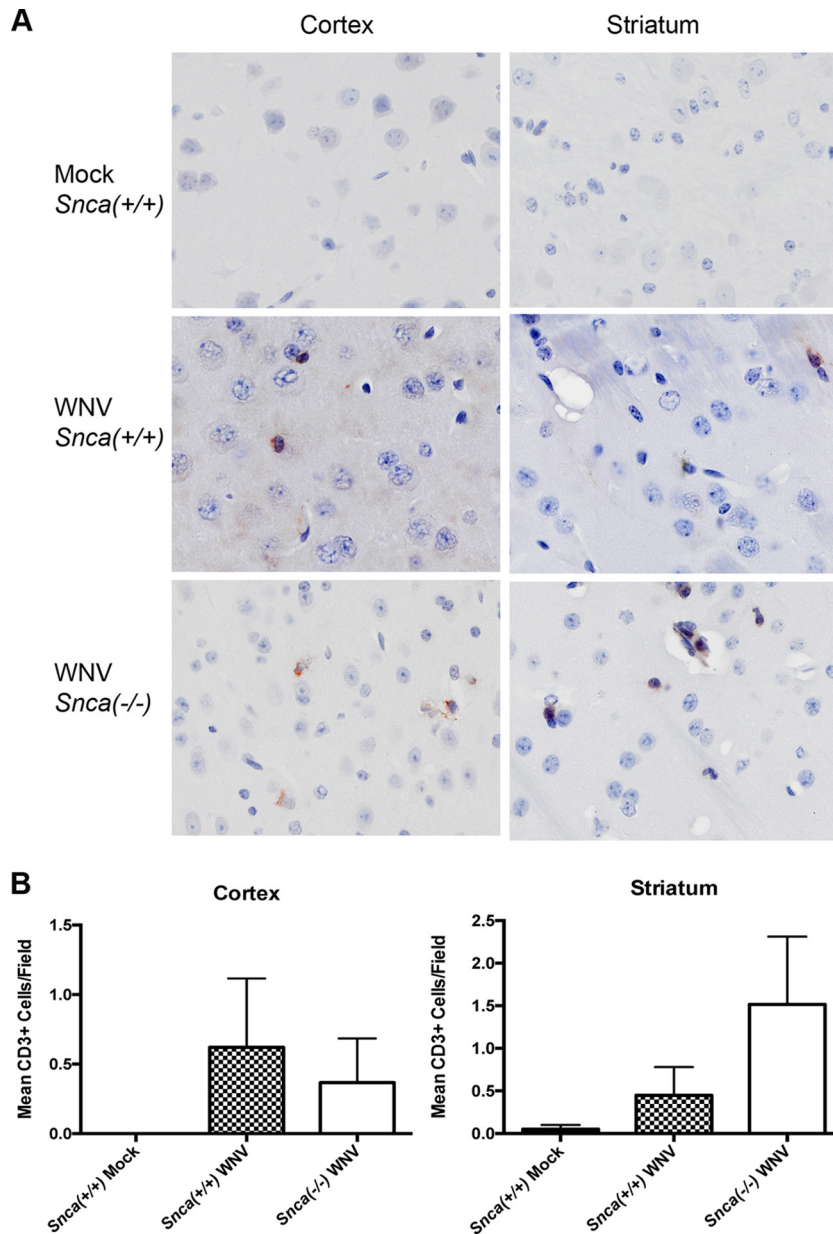 A
Cortex
Striatum
Mock
Snca(+/+)
WNV
Snca(+/+)
WNV
Snca(-/-)
B
Cortex
Mean CD3+ Cells/Field
1.5
1.0
0.5
0.0
Snca(+/+) Mock
Snca(+/+) WNV
Snca(-/-) WNV
Striatum
Mean CD3+ Cells/Field
2.5
2.0
1.5
1.0
0.5
0.0
Snca(+/+) Mock
Snca(+/+) WNV
Snca(-/-) WNV